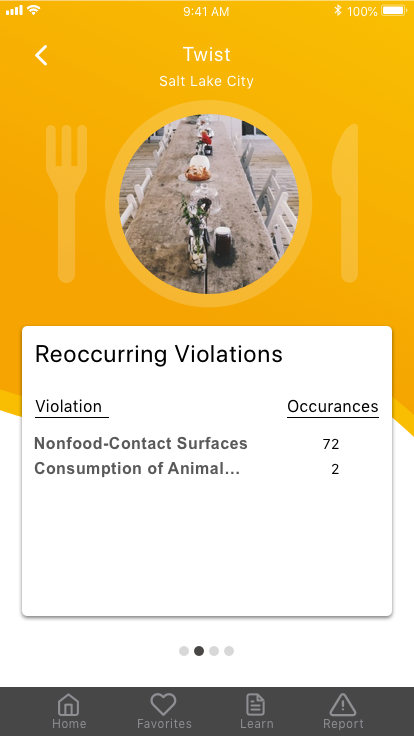 9:41 AM 100%
Twist
Salt Lake City
Reoccurring Violations
Violation Occurances
Nonfood-Contact Surfaces 72
Consumption of Animal... 2
Home Favorites Learn Report